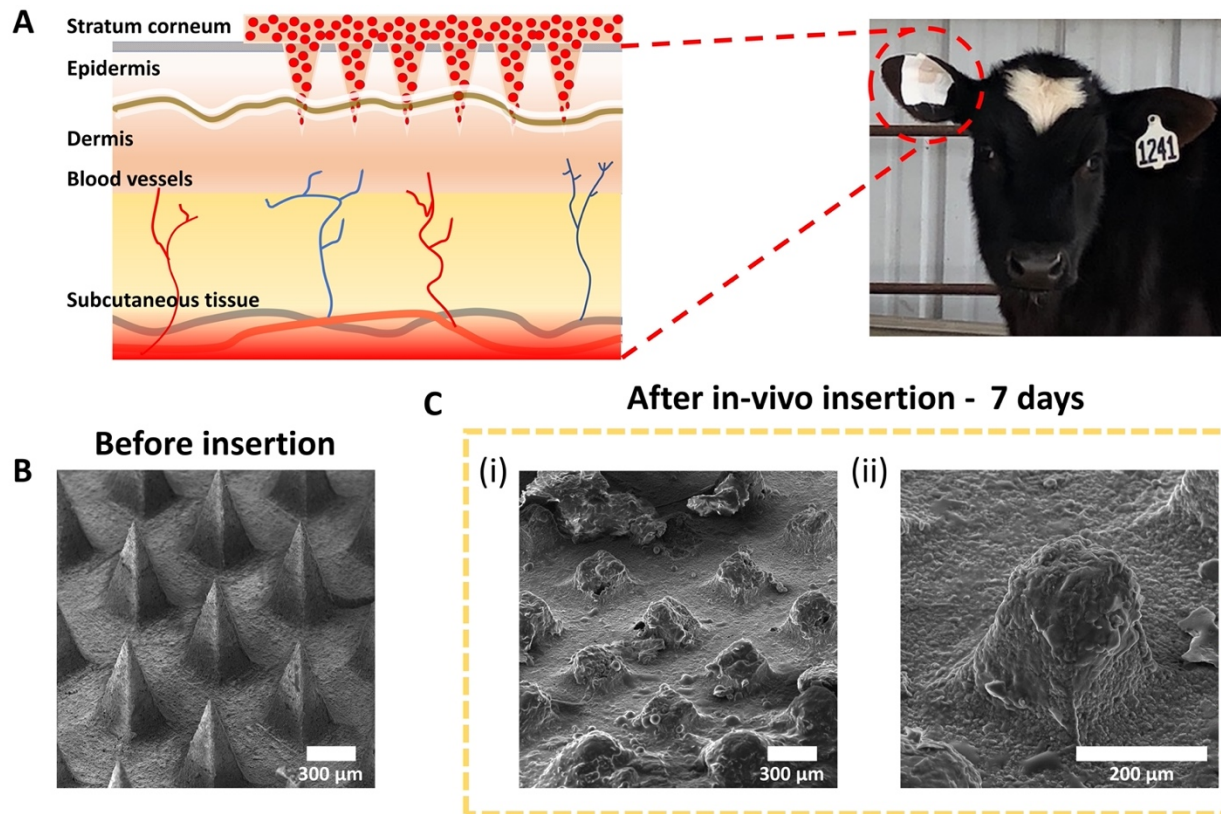 A
Stratum corneum
Epidermis
Dermis
Blood vessels
Subcutaneous tissue
1241
Before insertion
B
300 µm
C
After in-vivo insertion - 7 days
(i)
300 µm
(ii)
200 µm